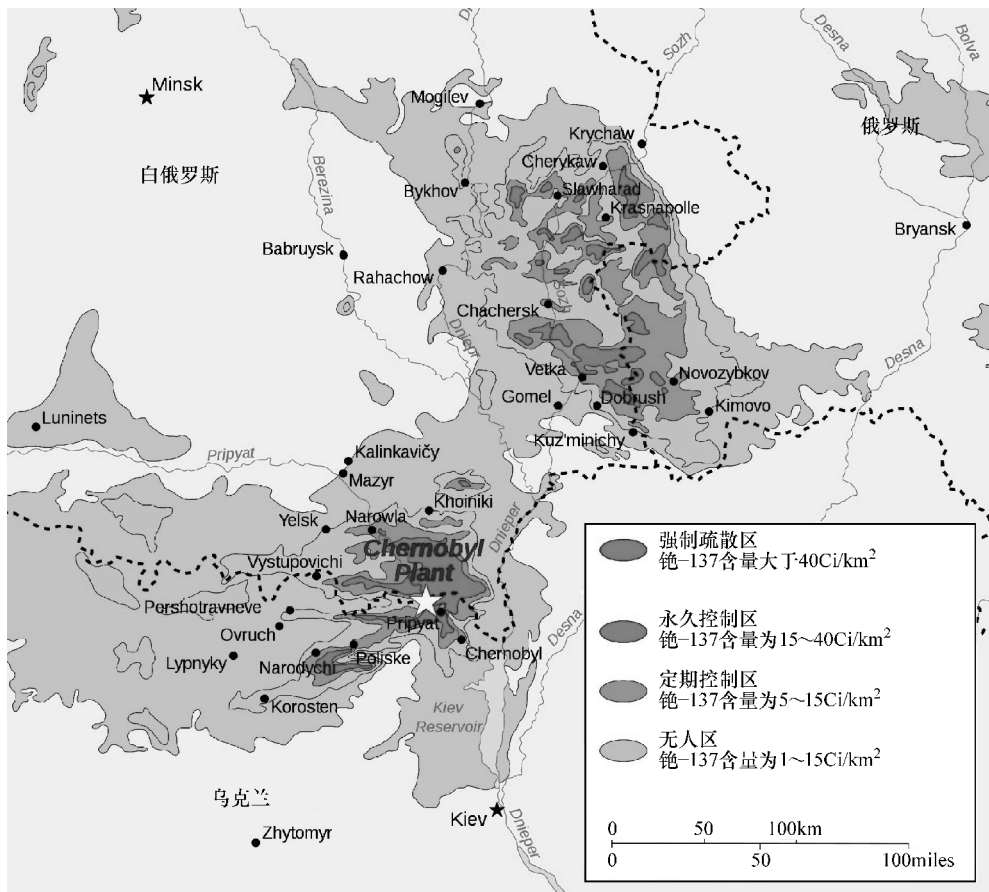 Minsk
Mogilev
Sozh
Desna
Bolva
俄罗斯
Krychaw
Cherykaw
白俄罗斯
Berezina
Bykhov
Slawharad
Krasnapolle
Bryansk
Babruysk
Rahachow
Sozh
Chachersk
Dniepr
Desna
Vetka
Novozybkov
Gomel
Dobrush
Kimovo
Luninets
Kuz'minichy
Pripyat
Kalinkavičy
Mazyr
Khoiniki
Yelsk
Narowla
Dnieper
Chernobyl
Plant
Vystupovichi
Pershotravneve
Pripyat
Ovruch
Desna
Lypnyky
Narodychi
Poliske
Chernobyl
Korosten
Kiev
Reservoir
乌克兰
Kiev
Dnieper
Zhytomyr
强制疏散区
铯-137含量大于40Ci/km²
永久控制区
铯-137含量为15~40Ci/km²
定期控制区
铯-137含量为5~15Ci/km²
无人区
铯-137含量为1~15Ci/km²
0 50 100km
0 50 100miles